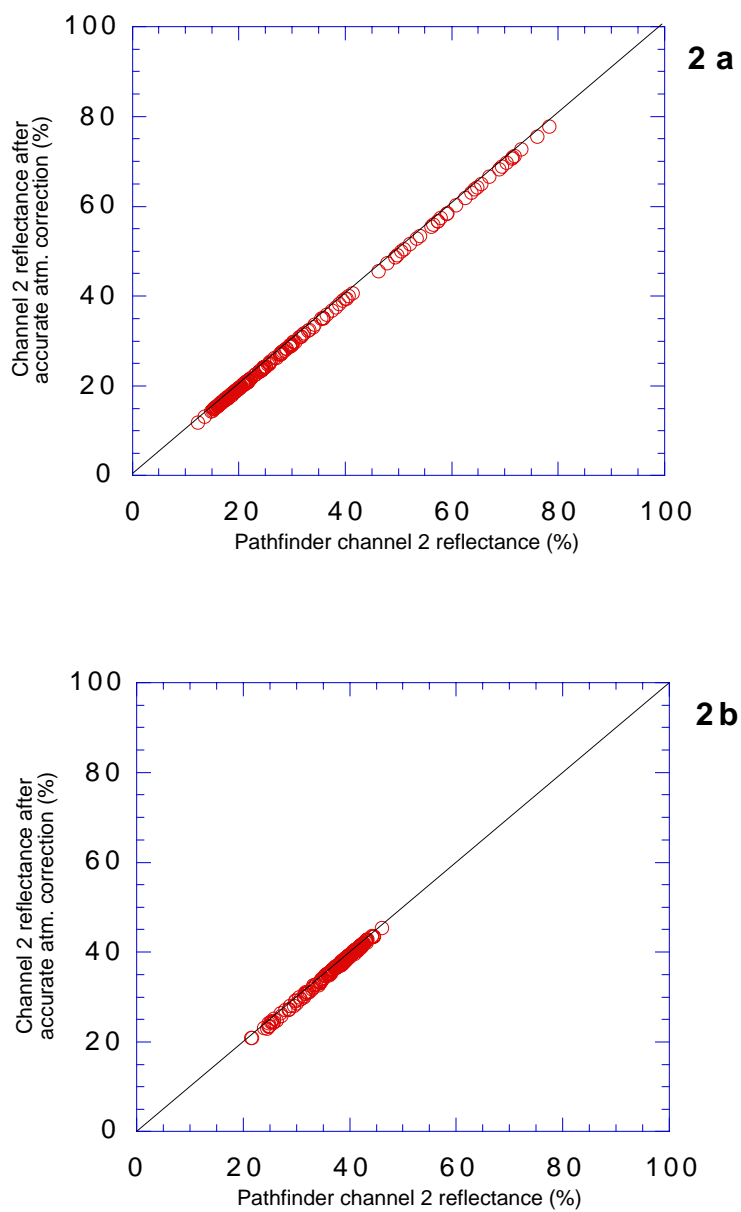 100
80
60
40
20
0
Channel 2 reflectance after
accurate atm. correction (%)
2 a
0 20 40 60 80 100
Pathfinder channel 2 reflectance (%)
100
80
60
40
20
0
Channel 2 reflectance after
accurate atm. correction (%)
2b
0 20 40 60 80 100
Pathfinder channel 2 reflectance (%)